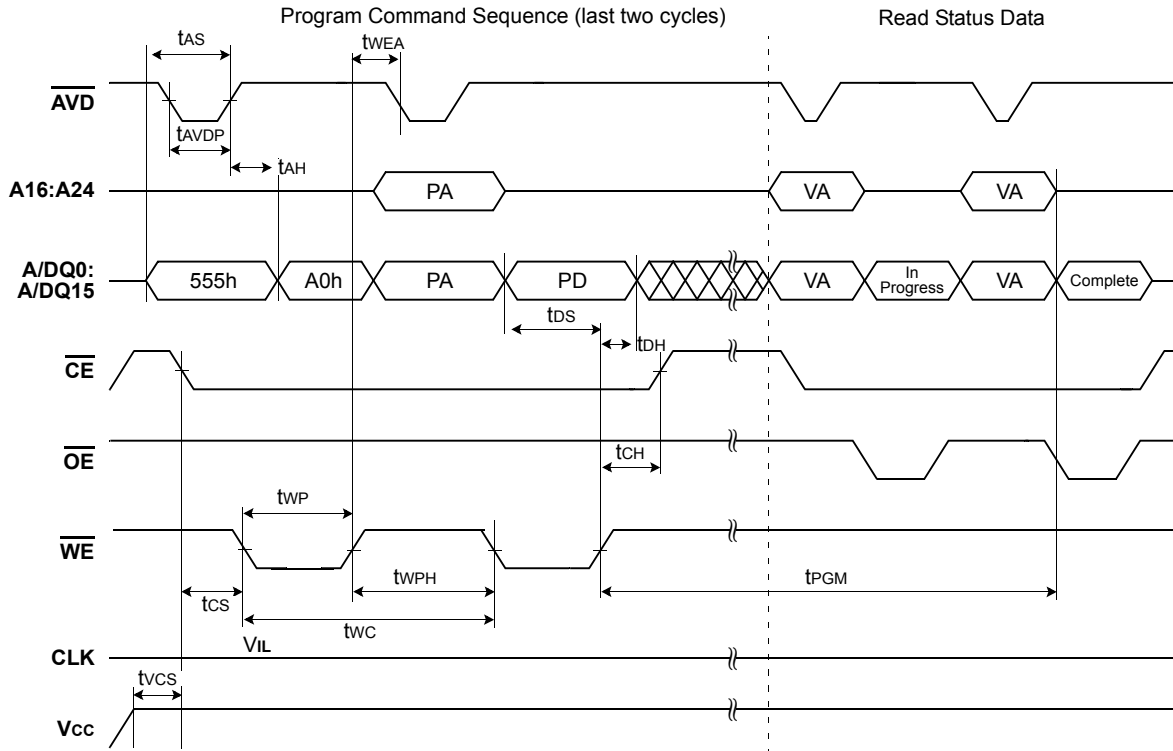 Program Command Sequence (last two cycles) Read Status Data
tAS tWEA
AVD
tAVDP
tAH
A16:A24 PA VA VA
A/DQ0:
A/DQ15 555h A0h PA PD VA In Progress VA Complete
tDS
tDH
CE
OE
tCH
tWP
WE
tWPH tPGM
tCS
tWC
VIL
CLK
tVCS
VCC